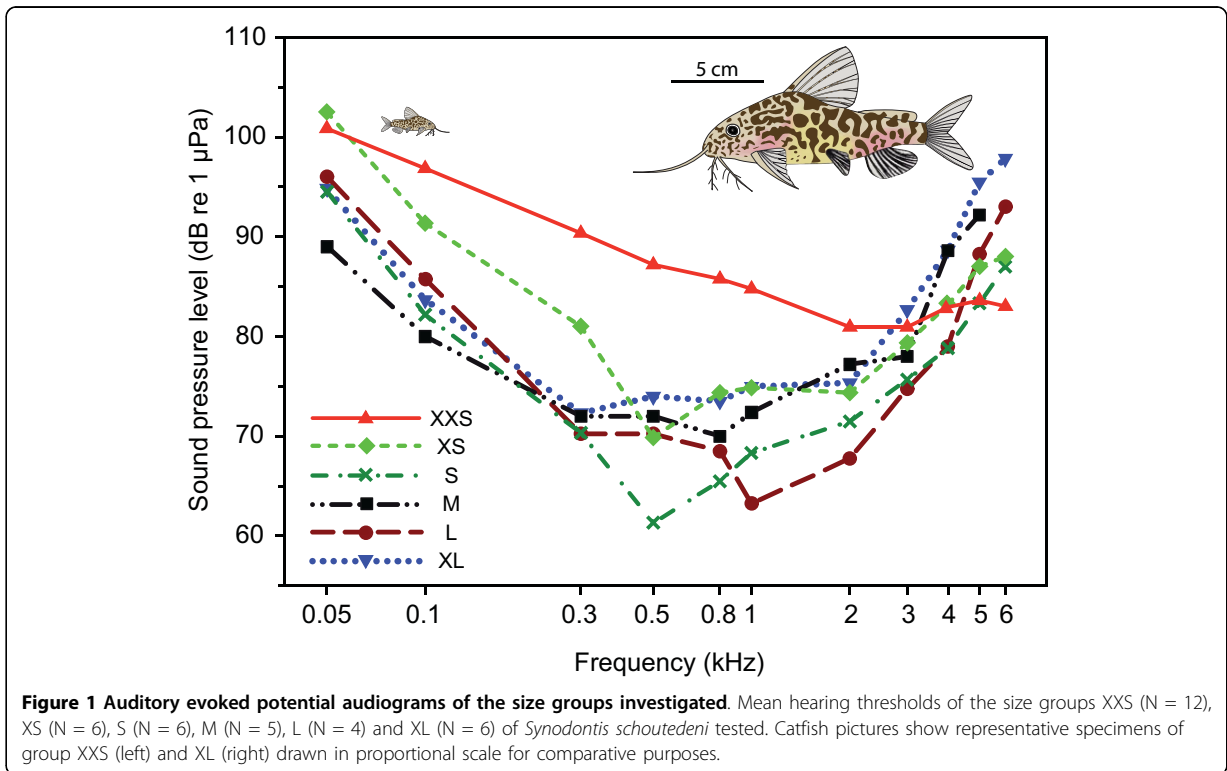 110
100
90
80
70
60
Sound pressure level (dB re 1 µPa)
5 cm
XXS
XS
S
M
L
XL
0.05 0.1 0.3 0.5 0.8 1 2 3 4 5 6
Frequency (kHz)
Figure 1 Auditory evoked potential audiograms of the size groups investigated. Mean hearing thresholds of the size groups XXS (N = 12),
XS (N = 6), S (N = 6), M (N = 5), L (N = 4) and XL (N = 6) of Synodontis schoutedeni tested. Catfish pictures show representative specimens of
group XXS (left) and XL (right) drawn in proportional scale for comparative purposes.